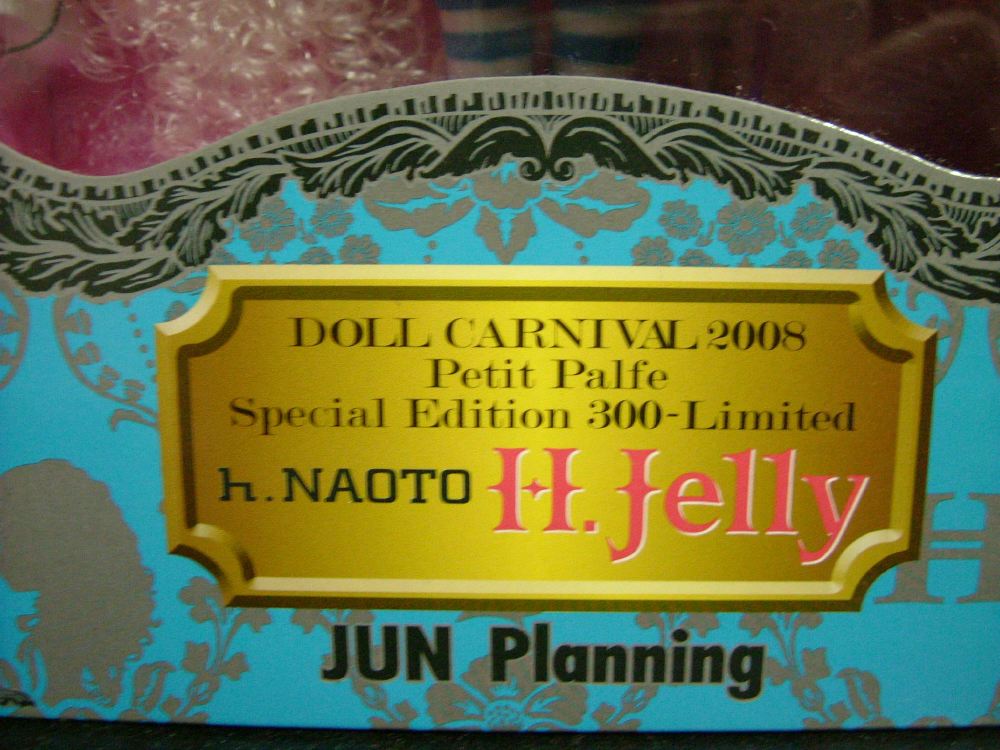 DOLL CARNIVAL 2008
Petit Palfe
Special Edition 300-Limited
h.NAOTO H.Jelly
H
JUN Planning